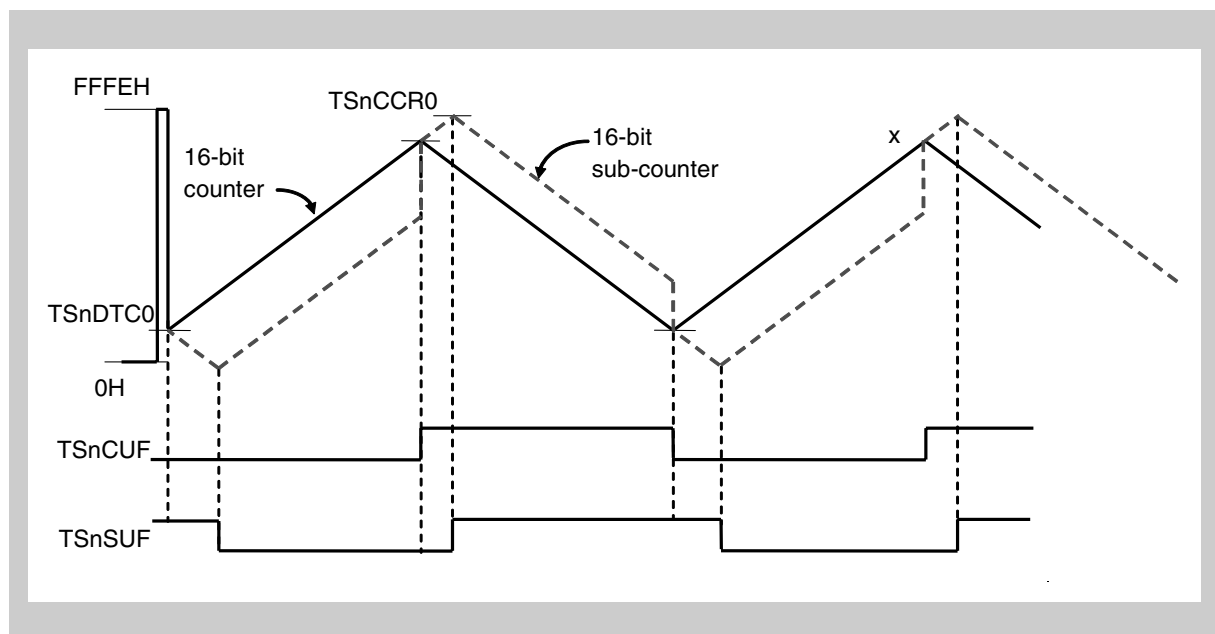 FFFEH
TSnCCR0
16-bit
counter
16-bit
sub-counter
x
TSnDTC0
0H
TSnCUF
TSnSUF